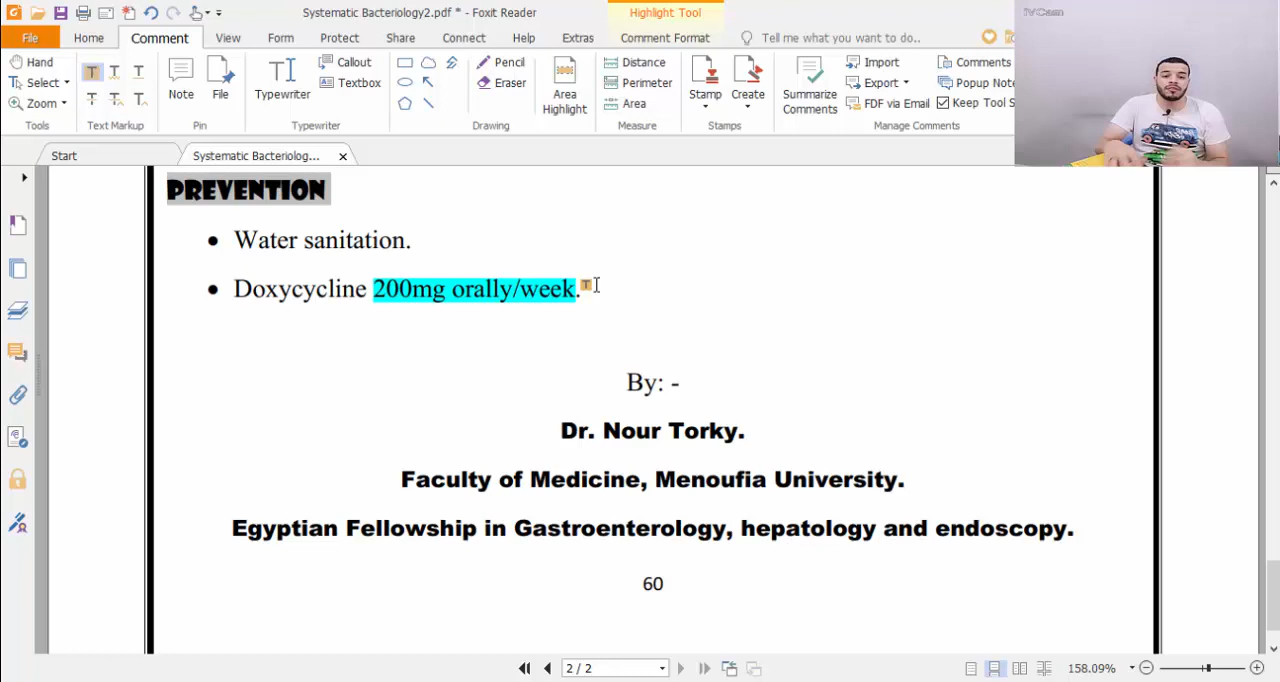 Systematic Bacteriology2.pdf * - Foxit Reader
Highlight Tool
IVCam
File Home Comment View Form Protect Share Connect Help Extras Comment Format Tell me what you want to do..
Hand
Select
Zoom
Tools
Text Markup
Note
File
Pin
Typewriter
Callout
Textbox
Typewriter
Pencil
Eraser
Area Highlight
Drawing
Distance
Perimeter
Area
Measure
Stamp
Create
Stamps
Summarize Comments
Import
Export
FDF via Email
Comments
Popup Note
Keep Tool S
Manage Comments
Start
Systematic Bacteriolog...
PREVENTION
• Water sanitation.
• Doxycycline 200mg orally/week.
By: -
Dr. Nour Torky.
Faculty of Medicine, Menoufia University.
Egyptian Fellowship in Gastroenterology, hepatology and endoscopy.
60
2 / 2
158.09%